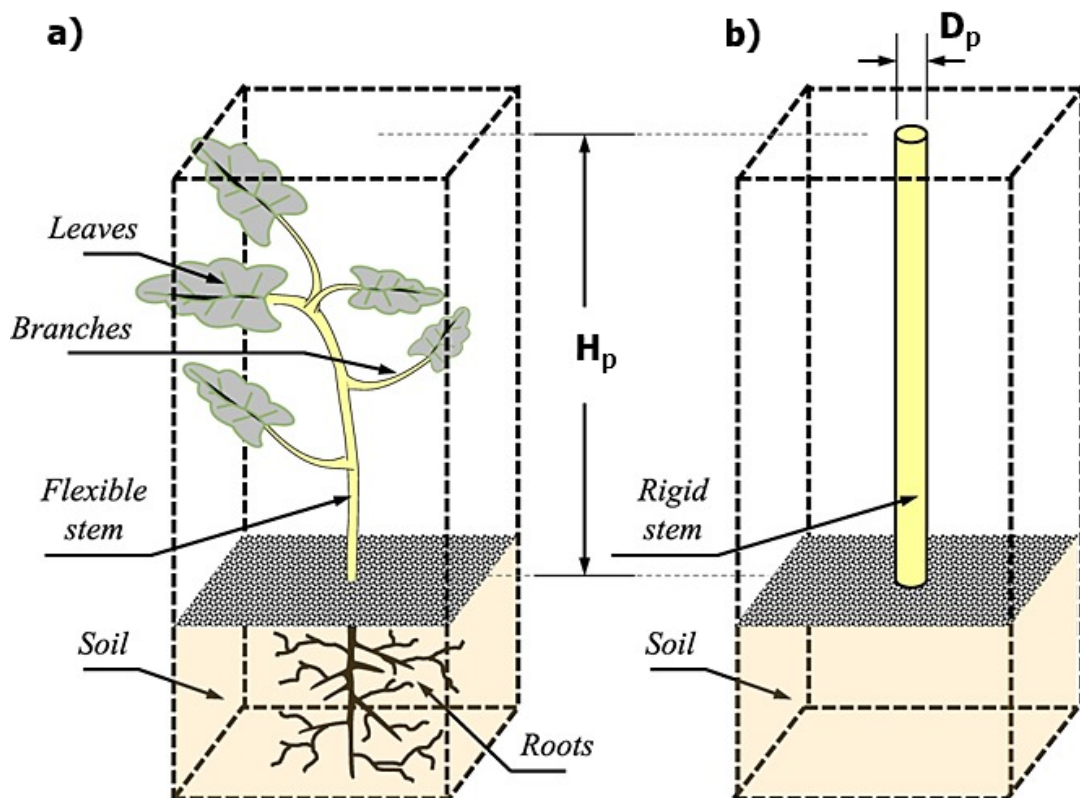 a)
b)
Dp
Leaves
Branches
Hp
Flexible
stem
Rigid
stem
Soil
Soil
Roots